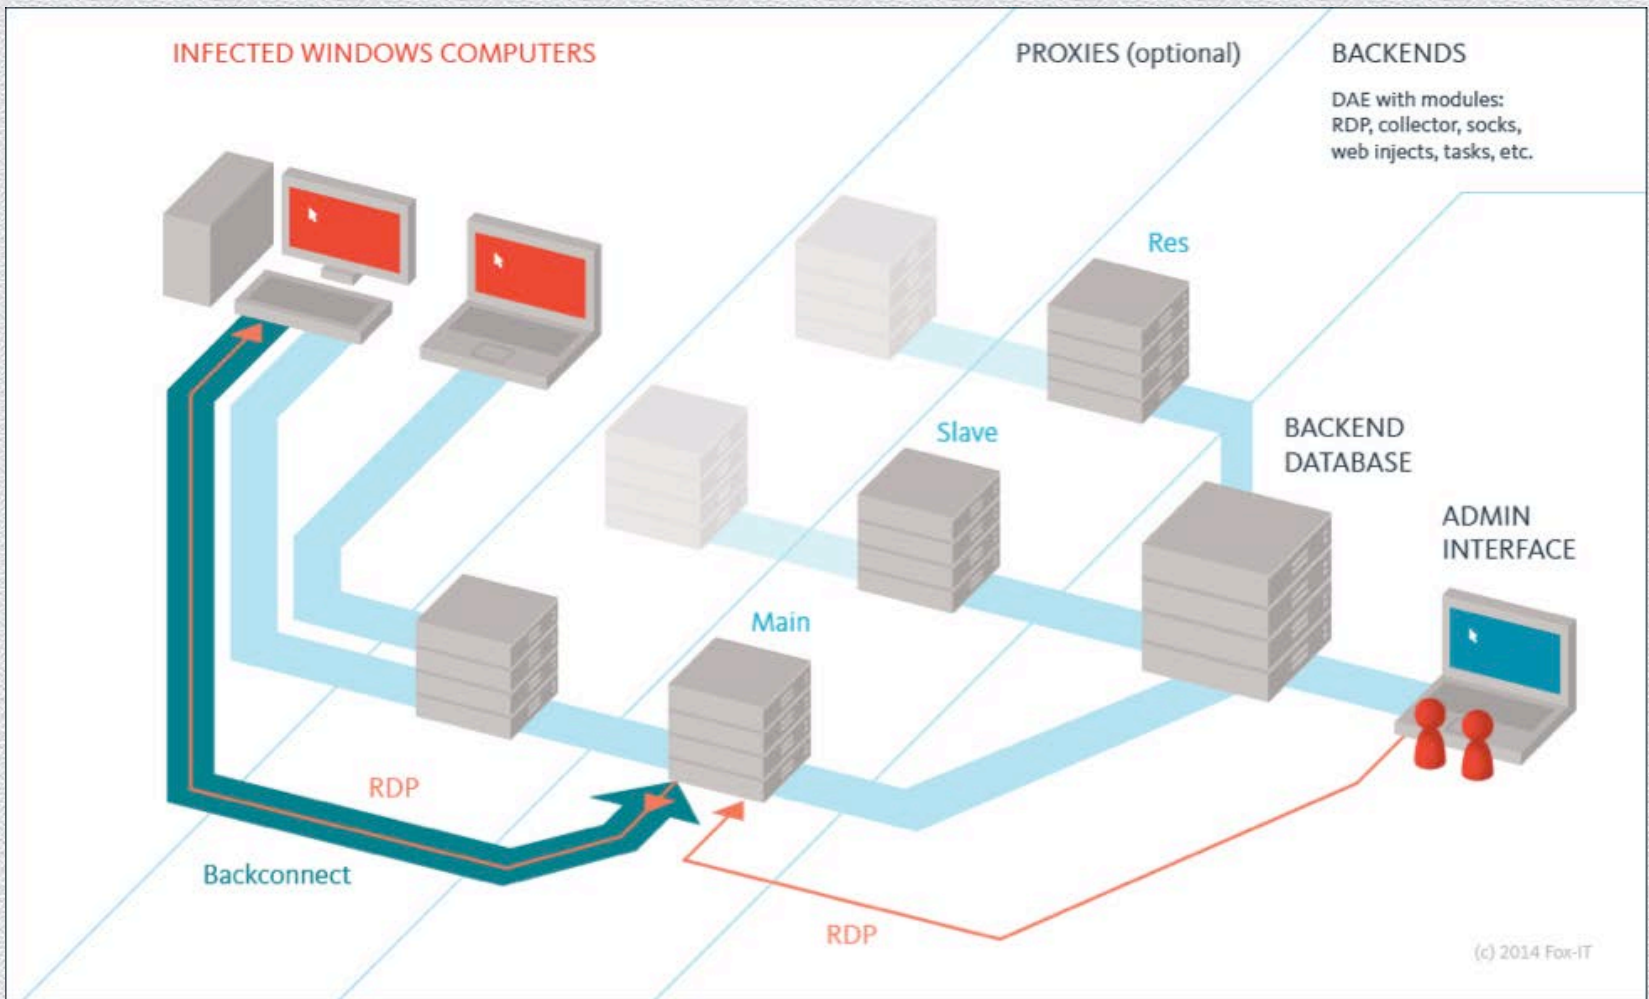 INFECTED WINDOWS COMPUTERS
PROXIES (optional)
BACKENDS
DAE with modules:
RDP, collector, socks,
web injects, tasks, etc.
Res
Slave
BACKEND
DATABASE
ADMIN
INTERFACE
Main
RDP
Backconnect
RDP
(c) 2014 Fox-IT